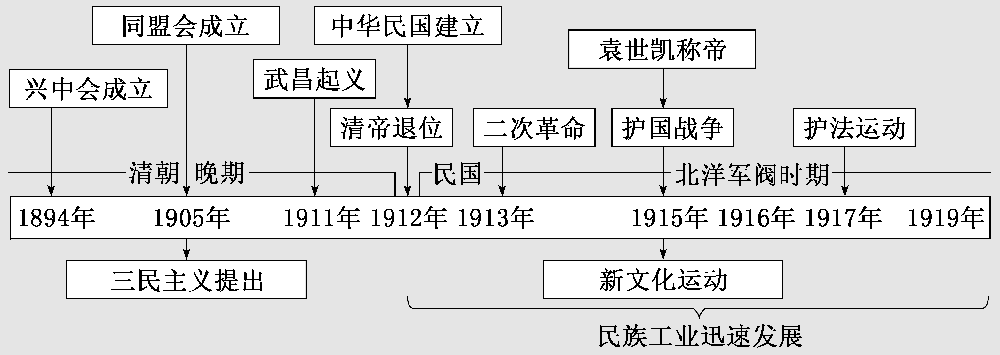 同盟会成立
中华民国建立
袁世凯称帝
武昌起义
兴中会成立
清帝退位
二次革命
护国战争
护法运动
清朝 晚期
民国
北洋军阀时期
1894年 1905年 1911年 1912年 1913年 1915年 1916年 1917年 1919年
三民主义提出
新文化运动
民族工业迅速发展